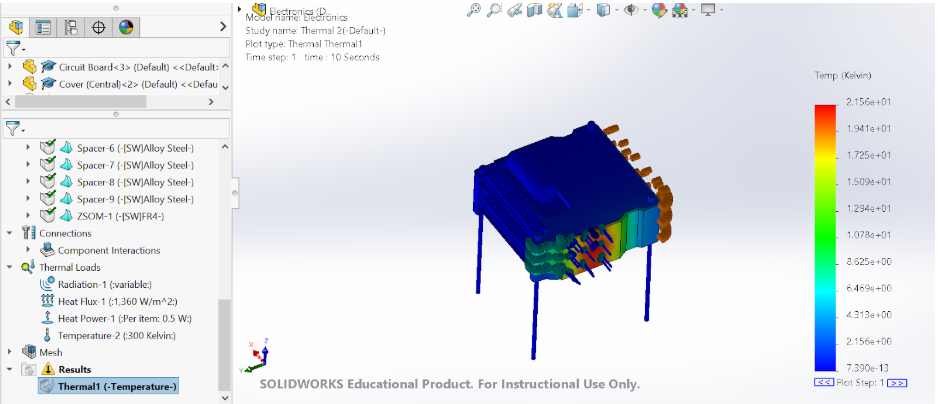 Circuit Board<3> (Default) <<Default>
Cover (Central)<2> (Default) <<Defau
Spacer-6 (-[SW]Alloy Steel-)
Spacer-7 (-[SW]Alloy Steel-)
Spacer-8 (-[SW]Alloy Steel-)
Spacer-9 (-[SW]Alloy Steel-)
ZSOM-1 (-[SW]FR4-)
Connections
Component Interactions
Thermal Loads
Radiation-1 (:variable:)
Heat Flux-1 (:1,360 W/m^2:)
Heat Power-1 (:Per item: 0.5 W:)
Temperature-2 (:300 Kelvin:)
Mesh
Results
Thermal1 (-Temperature-)
Electronics (D...
Model name: Electronics
Study name: Thermal 2(-Default-)
Plot type: Thermal Thermal1
Time step: 1 time : 10 Seconds
Temp (Kelvin)
2.156e+01
1.941e+01
1.725e+01
1.509e+01
1.294e+01
1.078e+01
8.625e+00
6.469e+00
4.313e+00
2.156e+00
7.390e-13
<< Plot Step: 1 >>
X
Y
Z
SOLIDWORKS Educational Product. For Instructional Use Only.